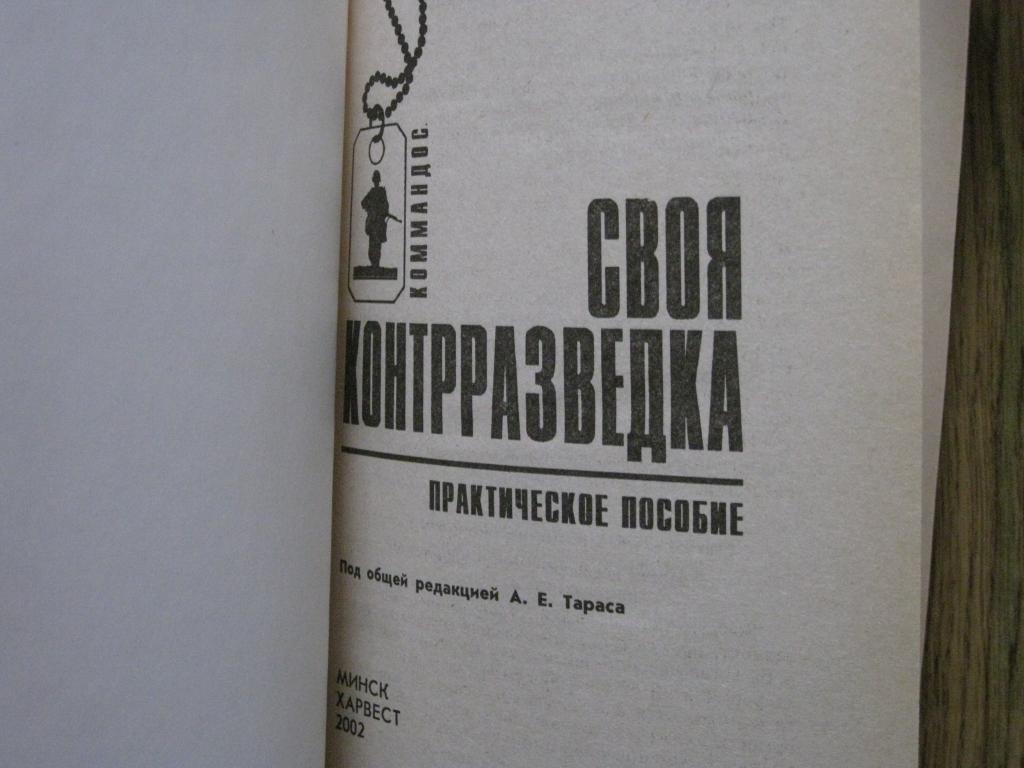 КОММАНДОС.
СВОЯ
КОНТРРАЗВЕДКА
ПРАКТИЧЕСКОЕ ПОСОБИЕ
Под общей редакцией А. Е. Тараса
МИНСК
ХАРВЕСТ
2002